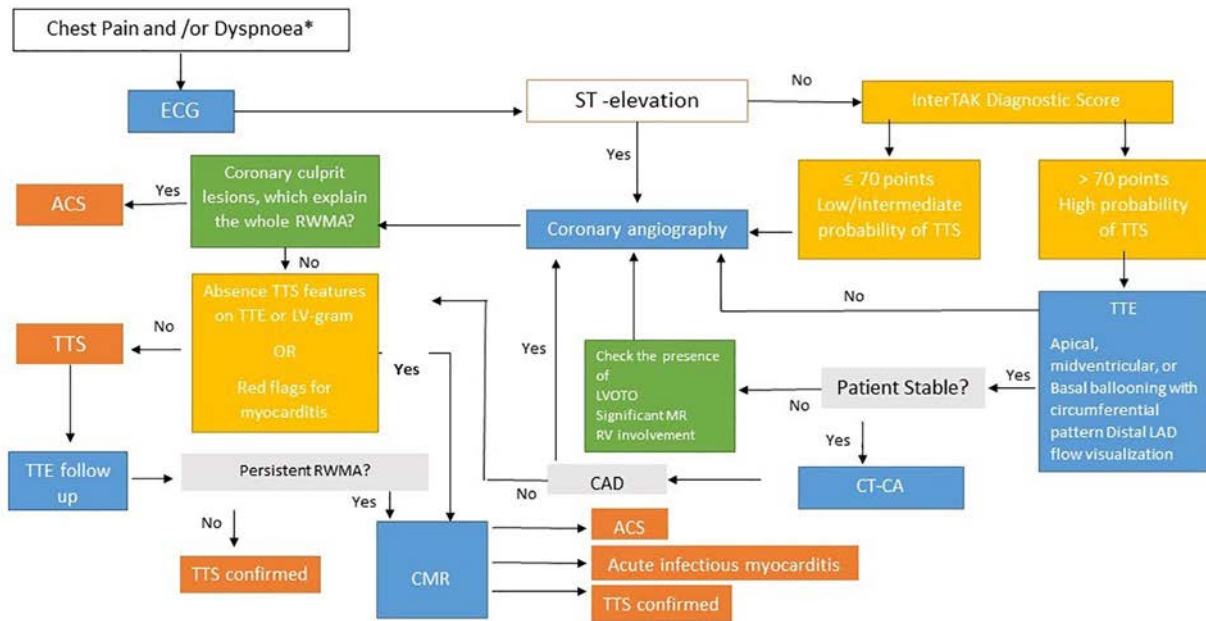 Chest Pain and /or Dyspnoea*
ECG
ST -elevation
No
InterTAK Diagnostic Score
Yes
≤ 70 points
Low/intermediate
probability of TTS
> 70 points
High probability
of TTS
Coronary angiography
Coronary culprit
lesions, which explain
the whole RWMA?
Yes
ACS
No
Absence TTS features
on TTE or LV-gram
OR
Red flags for
myocarditis
No
TTS
Yes
TTE
Apical,
midventricular, or
Basal ballooning with
circumferential
pattern Distal LAD
flow visualization
No
Yes
Patient Stable?
No
Check the presence
of
LVOTO
Significant MR
RV involvement
Yes
CT-CA
CAD
Yes
No
TTE follow
up
Persistent RWMA?
Yes
No
TTS confirmed
CMR
ACS
Acute infectious myocarditis
TTS confirmed